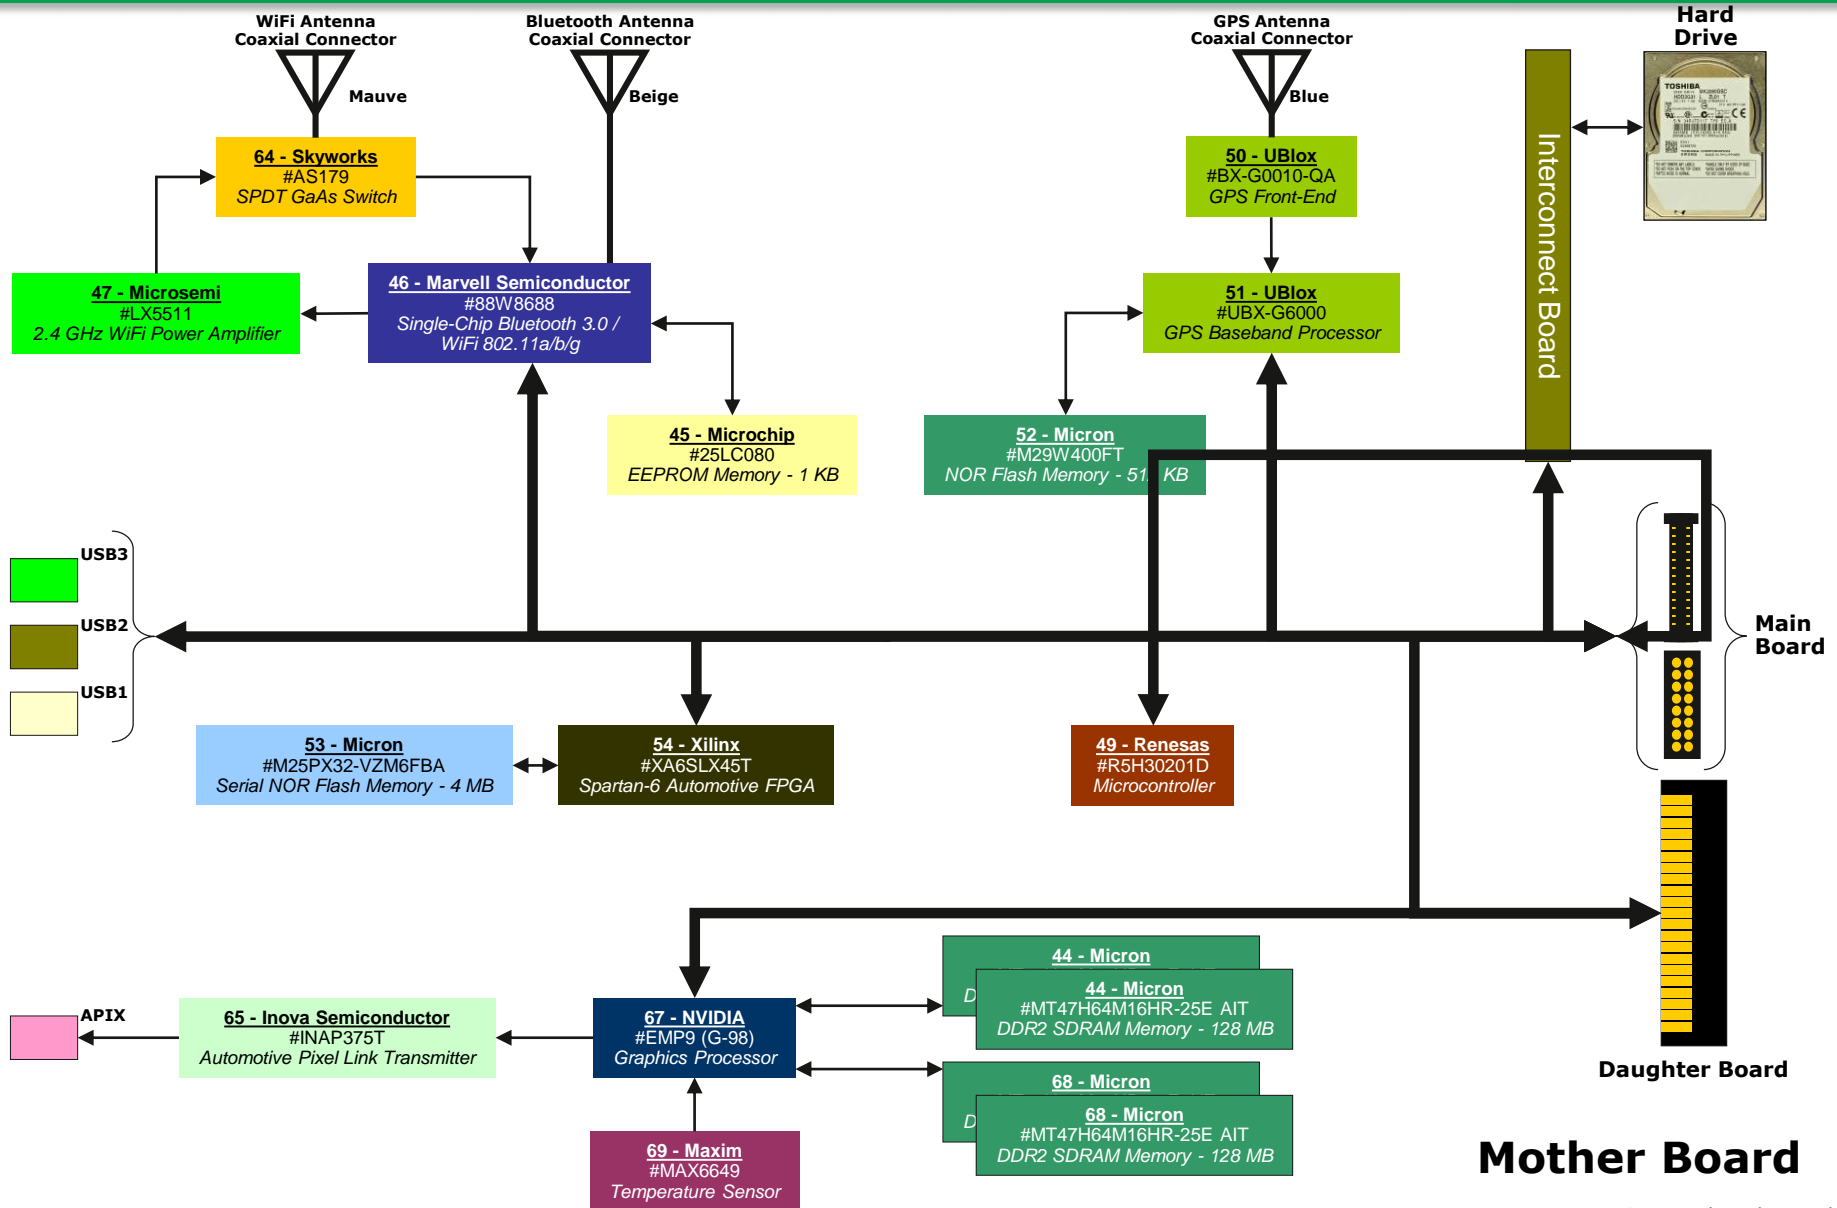 WiFi Antenna
Coaxial Connector
Mauve
Bluetooth Antenna
Coaxial Connector
Beige
GPS Antenna
Coaxial Connector
Blue
Hard
Drive
TOSHIBA
Interconnect Board
64 - Skyworks
#AS179
SPDT GaAs Switch
50 - UBlox
#BX-G0010-QA
GPS Front-End
47 - Microsemi
#LX5511
2.4 GHz WiFi Power Amplifier
46 - Marvell Semiconductor
#88W8688
Single-Chip Bluetooth 3.0 /
WiFi 802.11a/b/g
51 - UBlox
#UBX-G6000
GPS Baseband Processor
45 - Microchip
#25LC080
EEPROM Memory - 1 KB
52 - Micron
#M29W400FT
NOR Flash Memory - 51 KB
USB3
USB2
USB1
Main
Board
53 - Micron
#M25PX32-VZM6FBA
Serial NOR Flash Memory - 4 MB
54 - Xilinx
#XA6SLX45T
Spartan-6 Automotive FPGA
49 - Renesas
#R5H30201D
Microcontroller
44 - Micron
D
44 - Micron
#MT47H64M16HR-25E AIT
DDR2 SDRAM Memory - 128 MB
APIX
65 - Inova Semiconductor
#INAP375T
Automotive Pixel Link Transmitter
67 - NVIDIA
#EMP9 (G-98)
Graphics Processor
68 - Micron
D
68 - Micron
#MT47H64M16HR-25E AIT
DDR2 SDRAM Memory - 128 MB
69 - Maxim
#MAX6649
Temperature Sensor
Daughter Board
Mother Board